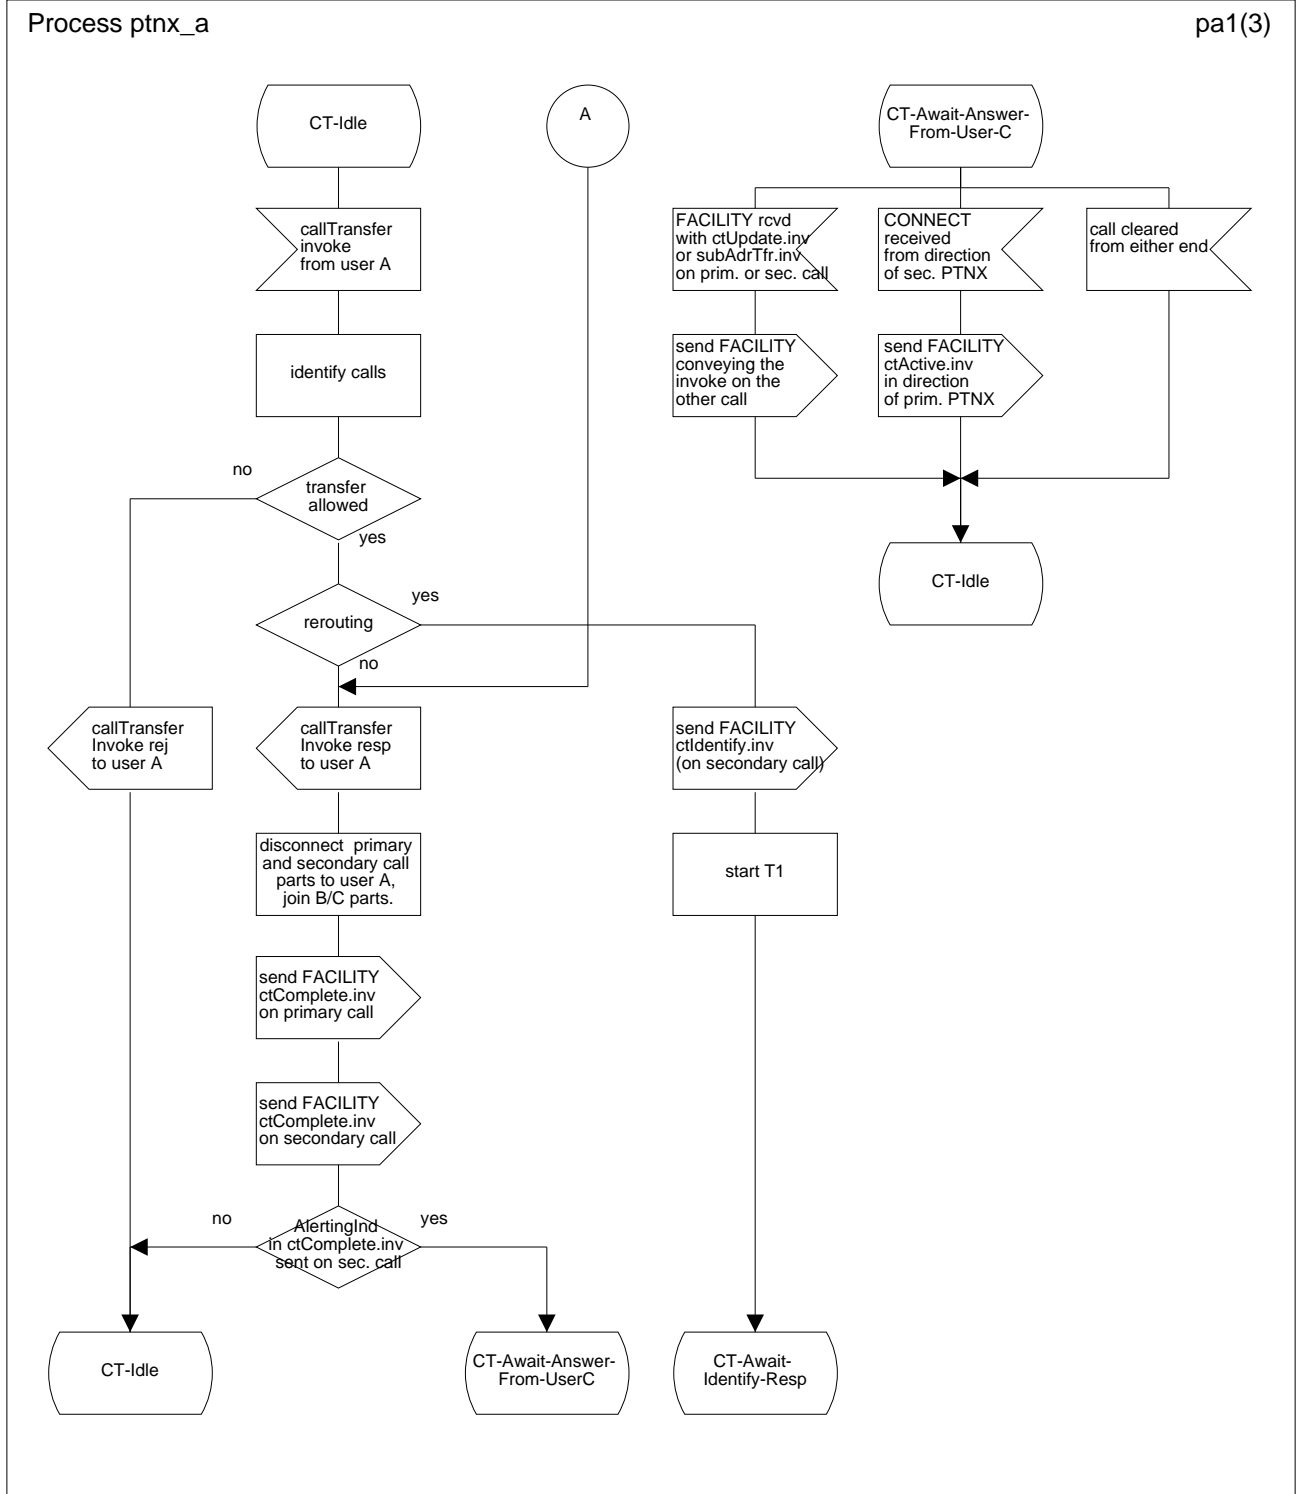 Process ptnx_a
pa1(3)
CT-Idle
A
CT-Await-Answer-
From-User-C
callTransfer
invoke
from user A
FACILITY rcvd
with ctUpdate.inv
or subAdrTfr.inv
on prim. or sec. call
CONNECT
received
from direction
of sec. PTNX
call cleared
from either end
identify calls
send FACILITY
conveying the
invoke on the
other call
send FACILITY
ctActive.inv
in direction
of prim. PTNX
no
transfer
allowed
yes
CT-Idle
yes
rerouting
no
callTransfer
Invoke rej
to user A
callTransfer
Invoke resp
to user A
send FACILITY
ctIdentify.inv
(on secondary call)
disconnect  primary
and secondary call
parts to user A,
join B/C parts.
start T1
send FACILITY
ctComplete.inv
on primary call
send FACILITY
ctComplete.inv
on secondary call
no
AlertingInd
in ctComplete.inv
sent on sec. call
yes
CT-Idle
CT-Await-Answer-
From-UserC
CT-Await-
Identify-Resp